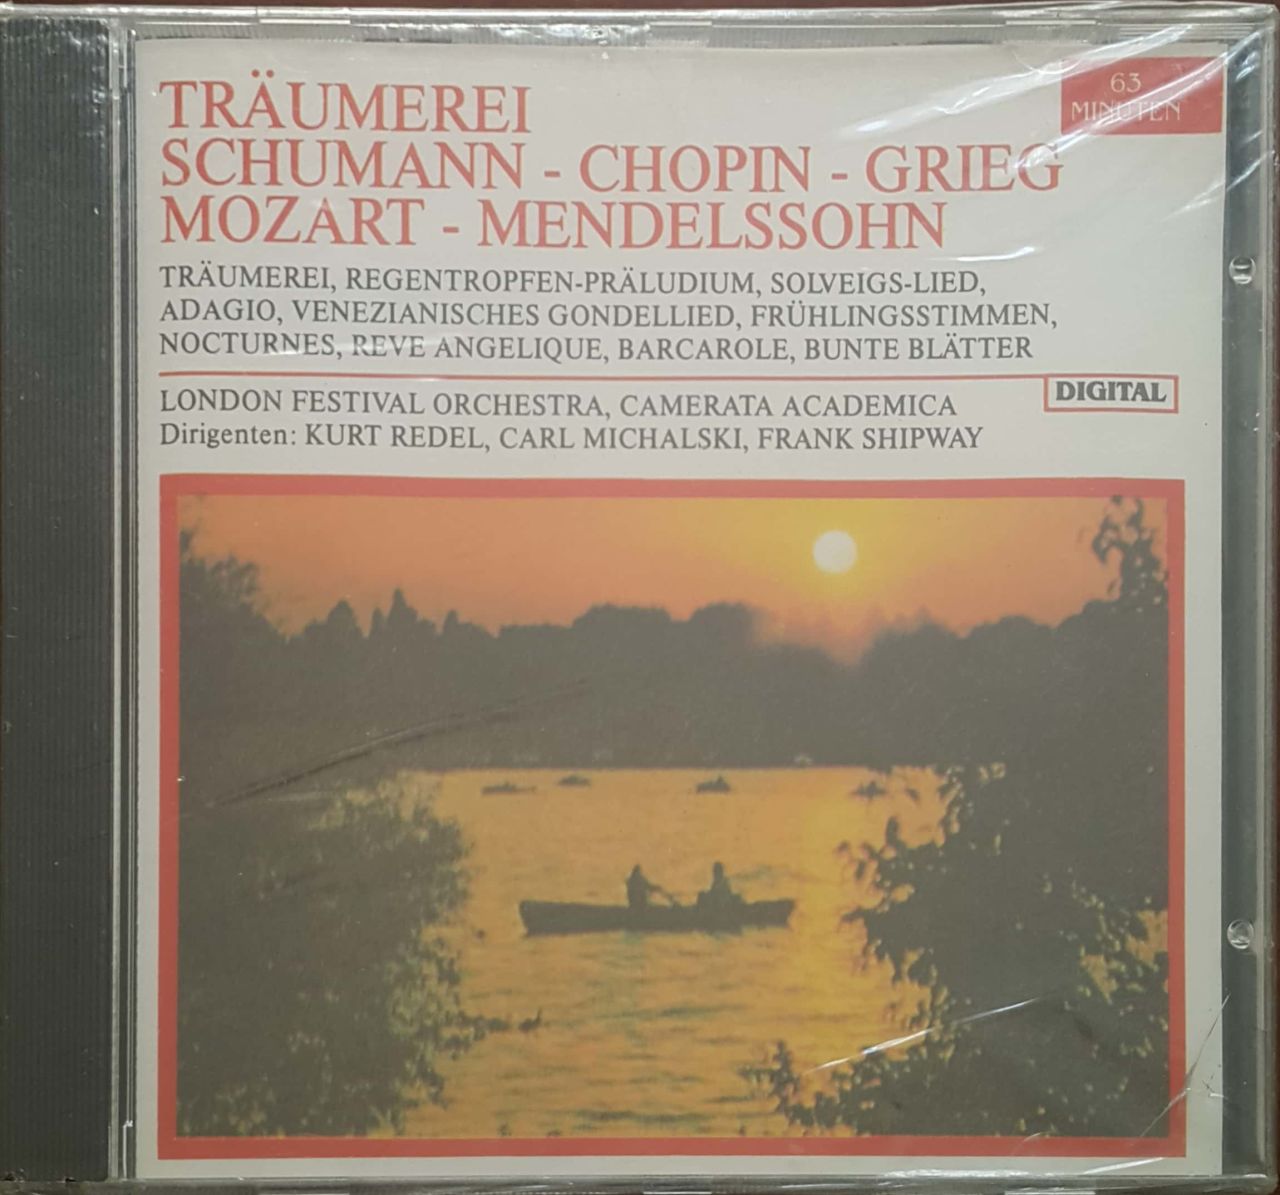 TRÄUMEREI
63
MINUTEN
SCHUMANN - CHOPIN - GRIEG
MOZART - MENDELSSOHN
TRÄUMEREI, REGENTROPFEN-PRÄLUDIUM, SOLVEIGS-LIED,
ADAGIO, VENEZIANISCHES GONDELLIED, FRÜHLINGSSTIMMEN,
NOCTURNES, REVE ANGELIQUE, BARCAROLE, BUNTE BLÄTTER
DIGITAL
LONDON FESTIVAL ORCHESTRA, CAMERATA ACADEMICA
Dirigenten: KURT REDEL, CARL MICHALSKI, FRANK SHIPWAY